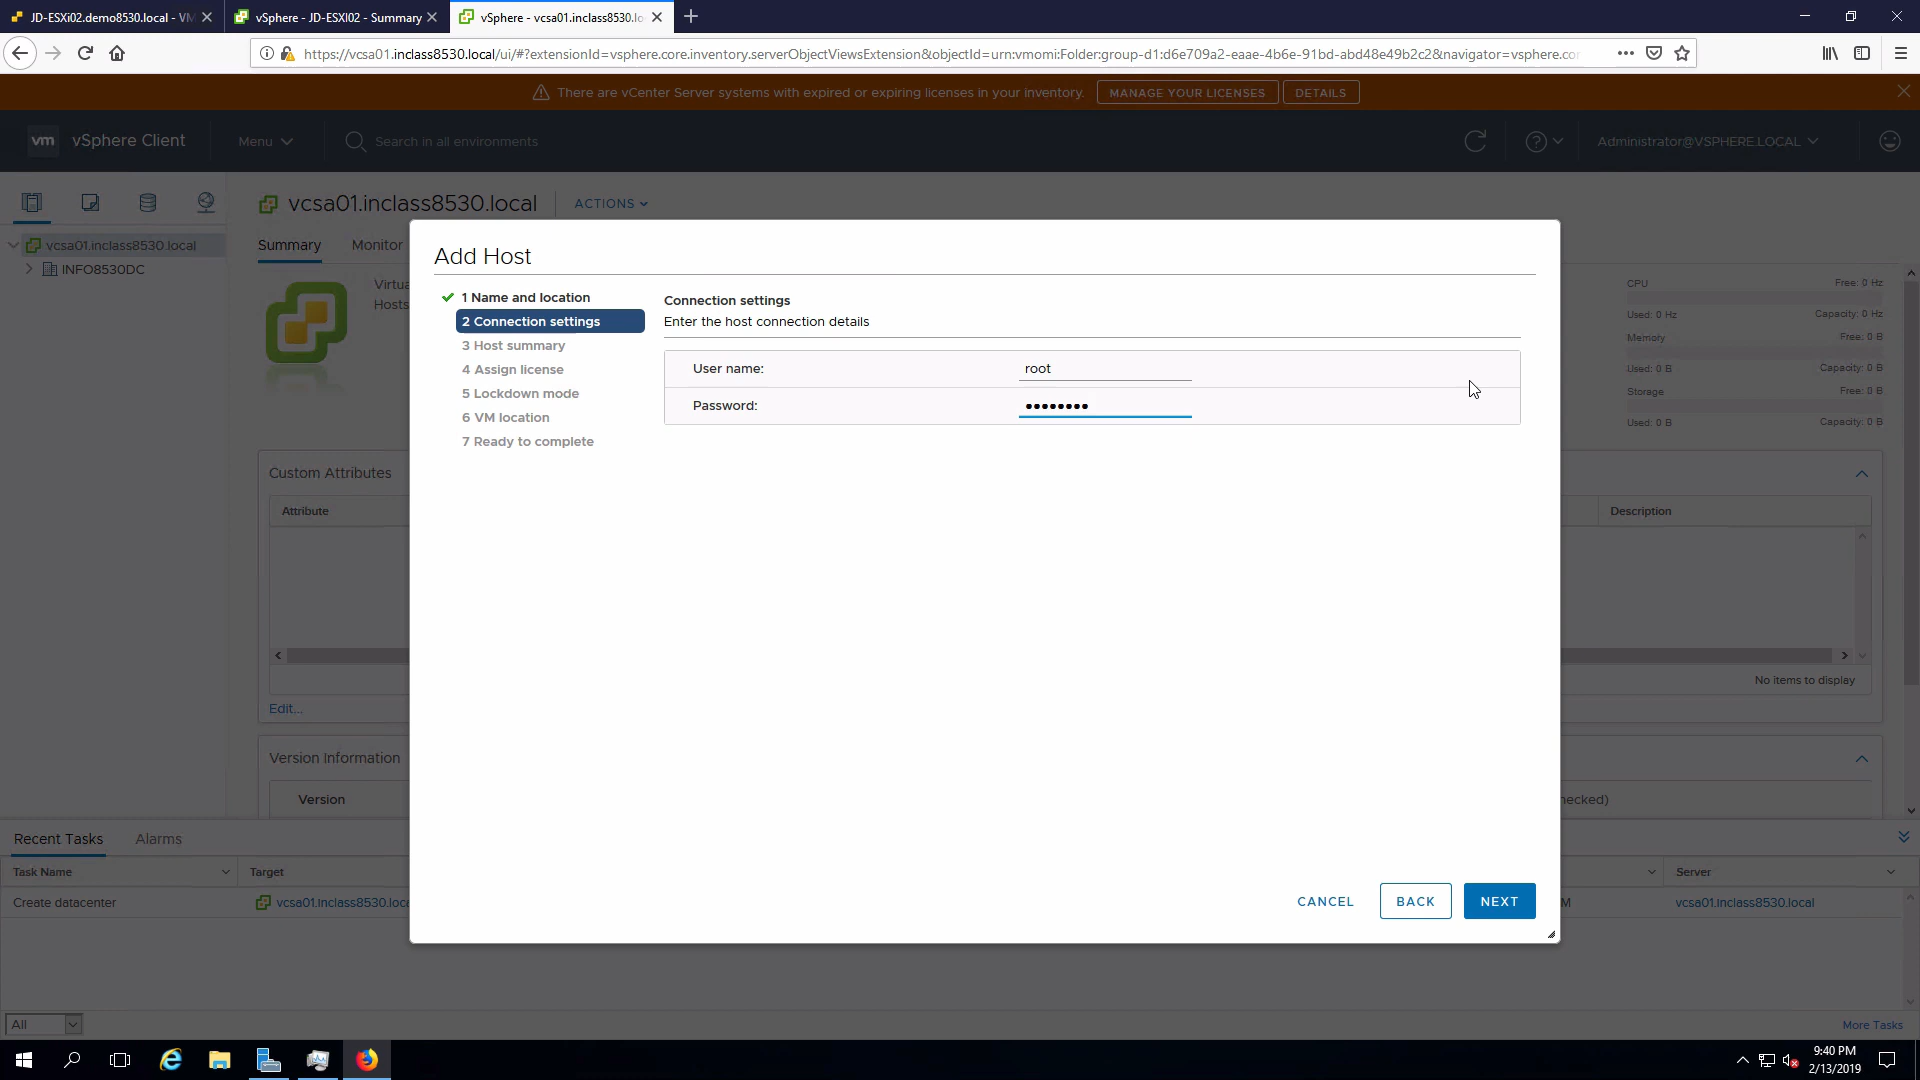 JD-ESXi02.demo8530.local - VM
vSphere - JD-ESXI02 - Summary
vSphere - vcsa01.inclass8530.lo
https://vcsa01.inclass8530.local/ui/#?extensionId=vsphere.core.inventory.serverObjectViewsExtension&objectId=urn:vmomi:Folder:group-d1:d6e709a2-eaae-4b6e-91bd-abd48e49b2c2&navigator=vsphere.co
There are vCenter Server systems with expired or expiring licenses in your inventory.
MANAGE YOUR LICENSES
DETAILS
vm vSphere Client
Menu
Search in all environments
Administrator@VSPHERE.LOCAL
vcsa01.inclass8530.local
INFO8530DC
vcsa01.inclass8530.local
ACTIONS
Summary
Monitor
Virtua
Hosts
CPU
Free: 0 Hz
Used: 0 Hz
Capacity: 0 Hz
Memory
Free: 0 B
Used: 0 B
Capacity: 0 B
Storage
Free: 0 B
Used: 0 B
Capacity: 0 B
Add Host
1 Name and location
2 Connection settings
3 Host summary
4 Assign license
5 Lockdown mode
6 VM location
7 Ready to complete
Connection settings
Enter the host connection details
User name:
root
Password:
••••••••
CANCEL
BACK
NEXT
Custom Attributes
Attribute
Description
No items to display
Edit...
Version Information
Version
hecked)
Recent Tasks
Alarms
Task Name
Target
Server
Create datacenter
vcsa01.inclass8530.loca
M
vcsa01.inclass8530.local
All
More Tasks
9:40 PM
2/13/2019